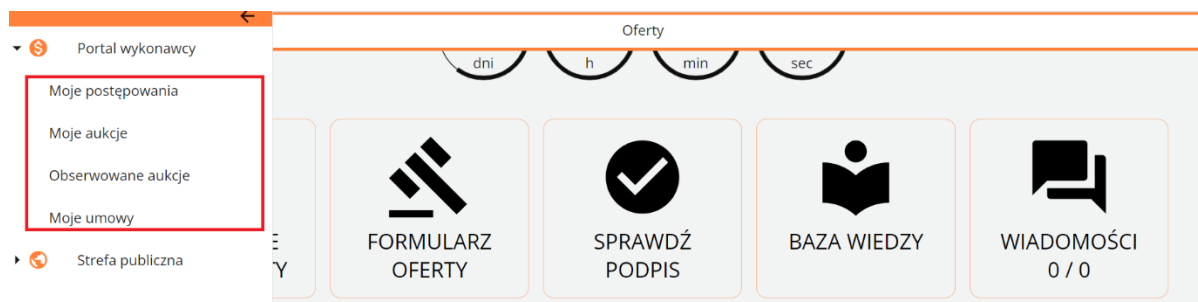 Oferty
Portal wykonawcy
Moje postępowania
Moje aukcje
Obserwowane aukcje
Moje umowy
Strefa publiczna
dni
h
min
sec
FORMULARZ
OFERTY
SPRAWDŹ
PODPIS
BAZA WIEDZY
WIADOMOŚCI
0 / 0